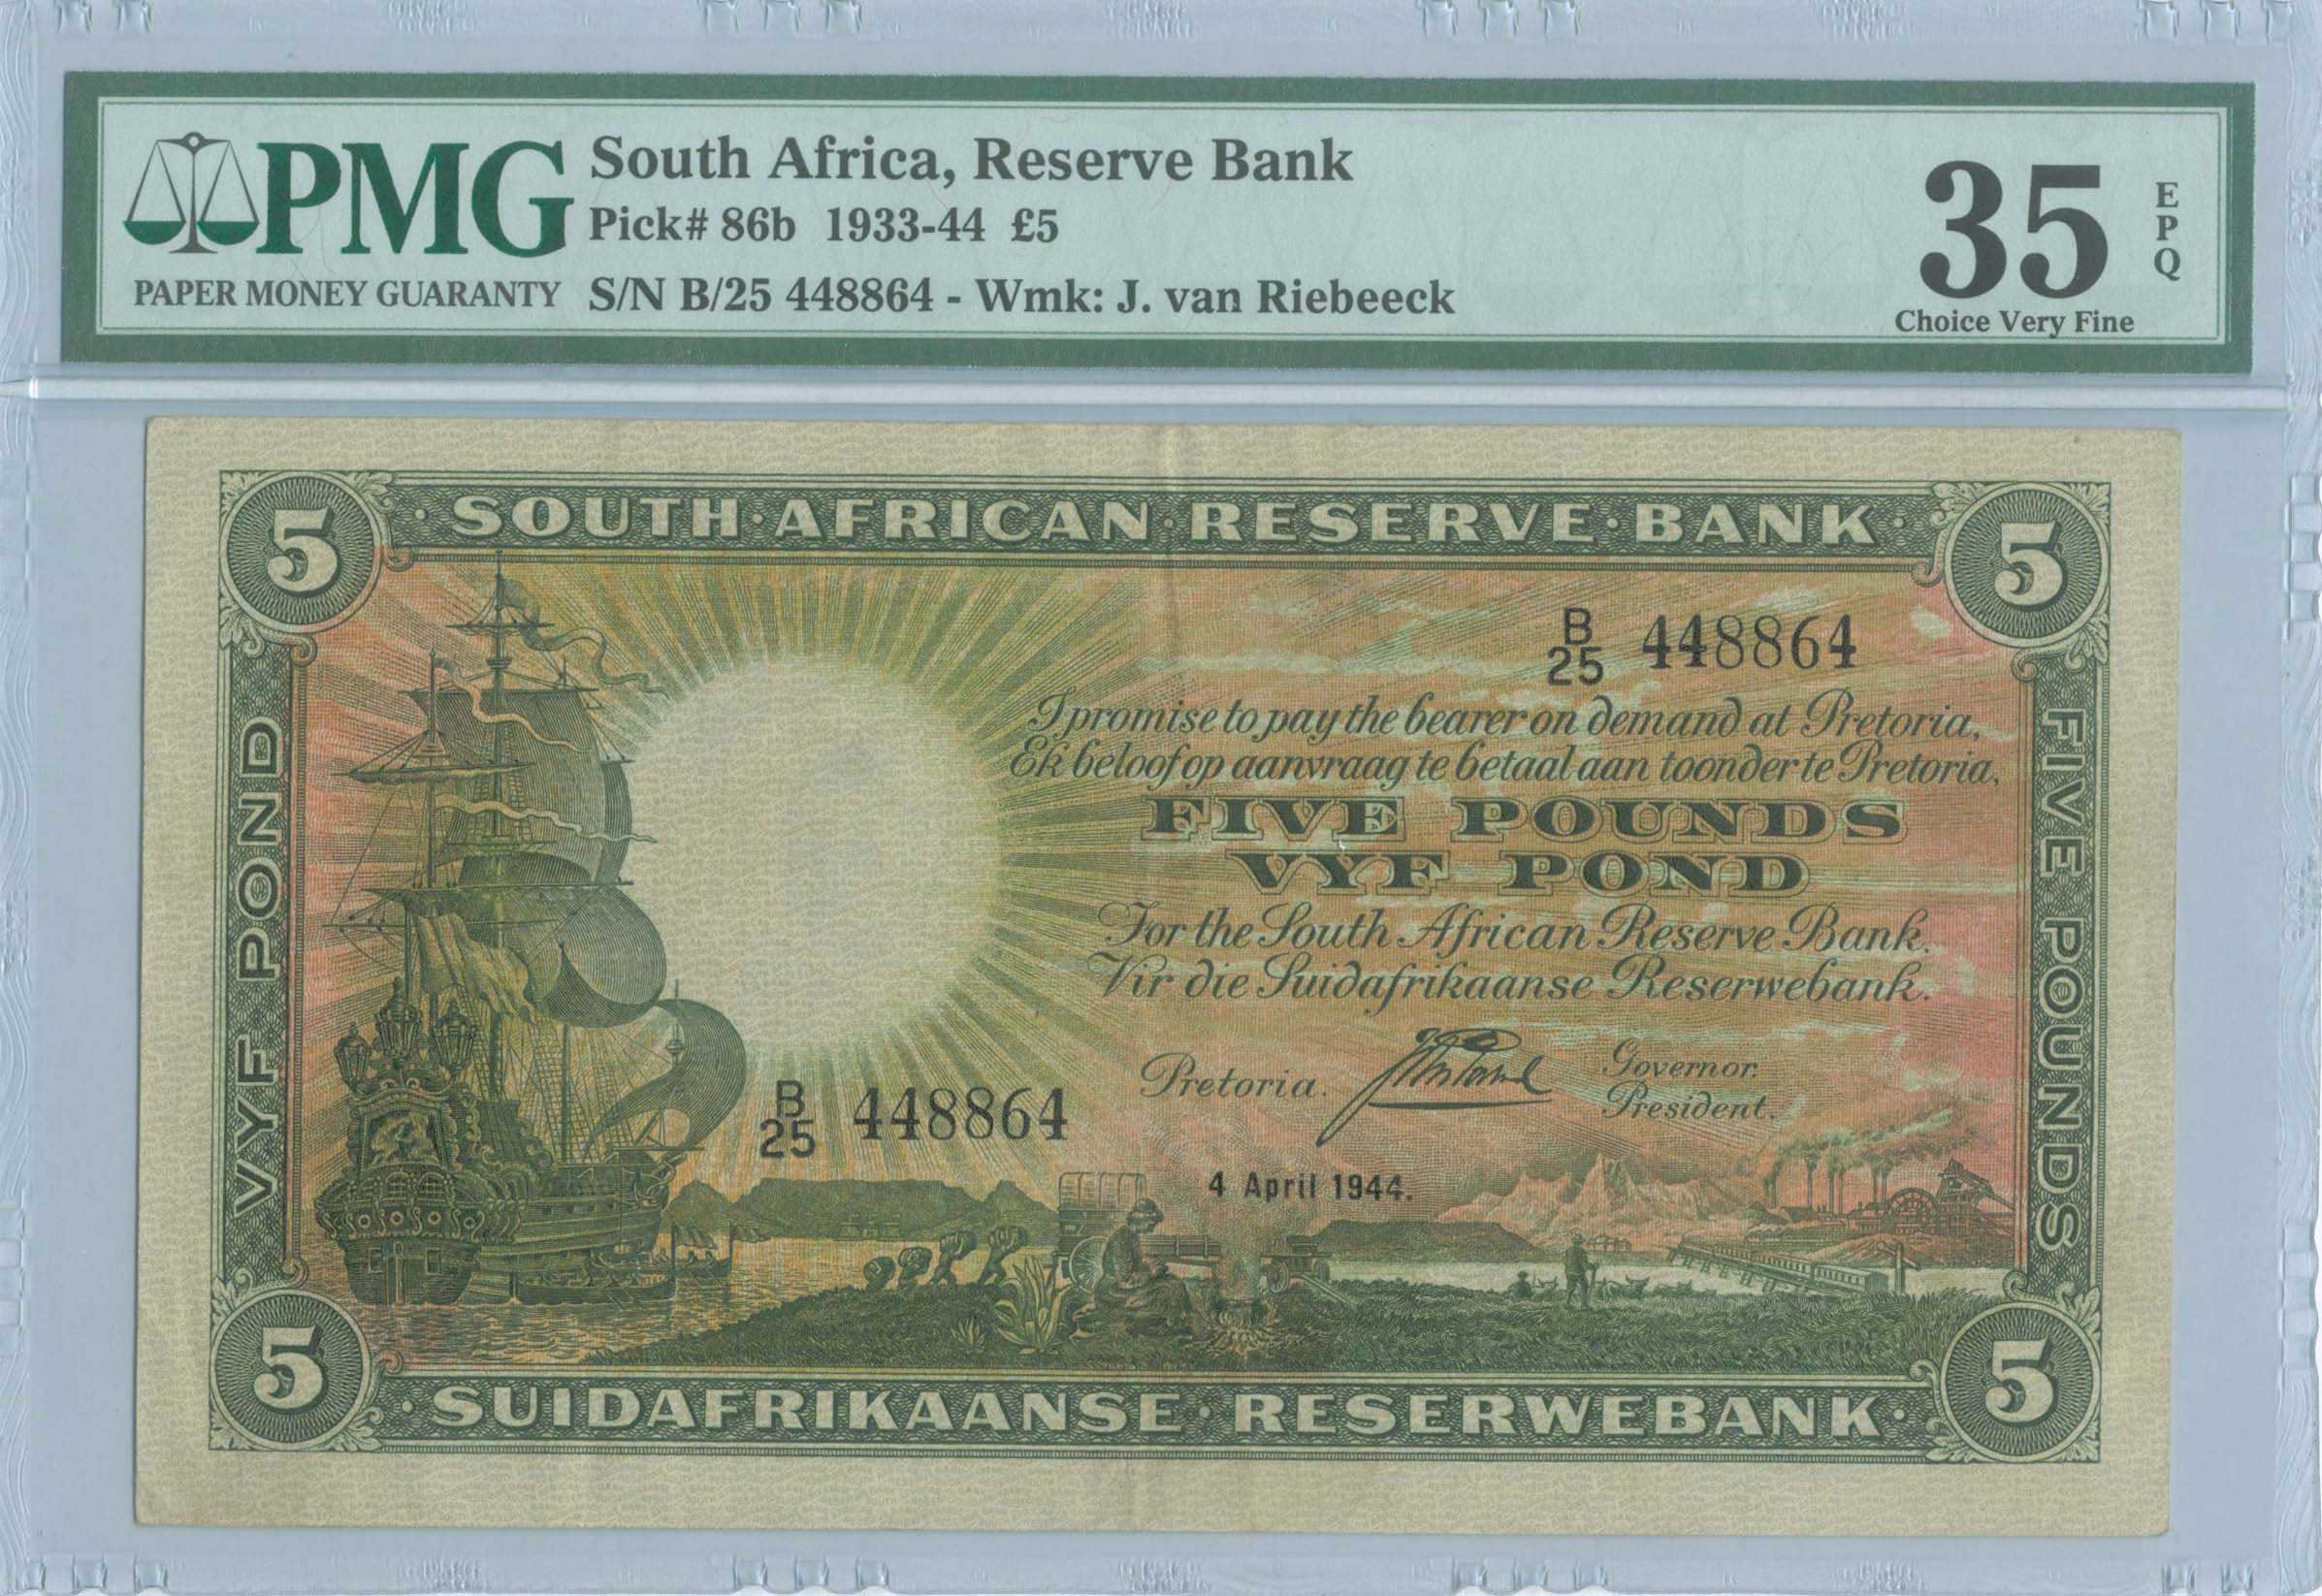 PMG
PAPER MONEY GUARANTY
South Africa, Reserve Bank
Pick# 86b 1933-44 £5
S/N B/25 448864 - Wmk: J. van Riebeeck
35
EPQ
Choice Very Fine
5
· SOUTH · AFRICAN · RESERVE · BANK ·
5
VYF POND
FIVE POUNDS
B/25 448864
I promise to pay the bearer on demand at Pretoria,
Ek beloof op aanvraag te betaal aan toonder te Pretoria,
FIVE POUNDS
VYF POND
For the South African Reserve Bank.
Vir die Suidafrikaanse Reserwebank.
Pretoria.
Governor.
President.
B/25 448864
4 April 1944.
5
· SUIDAFRIKAANSE · RESERWEBANK ·
5